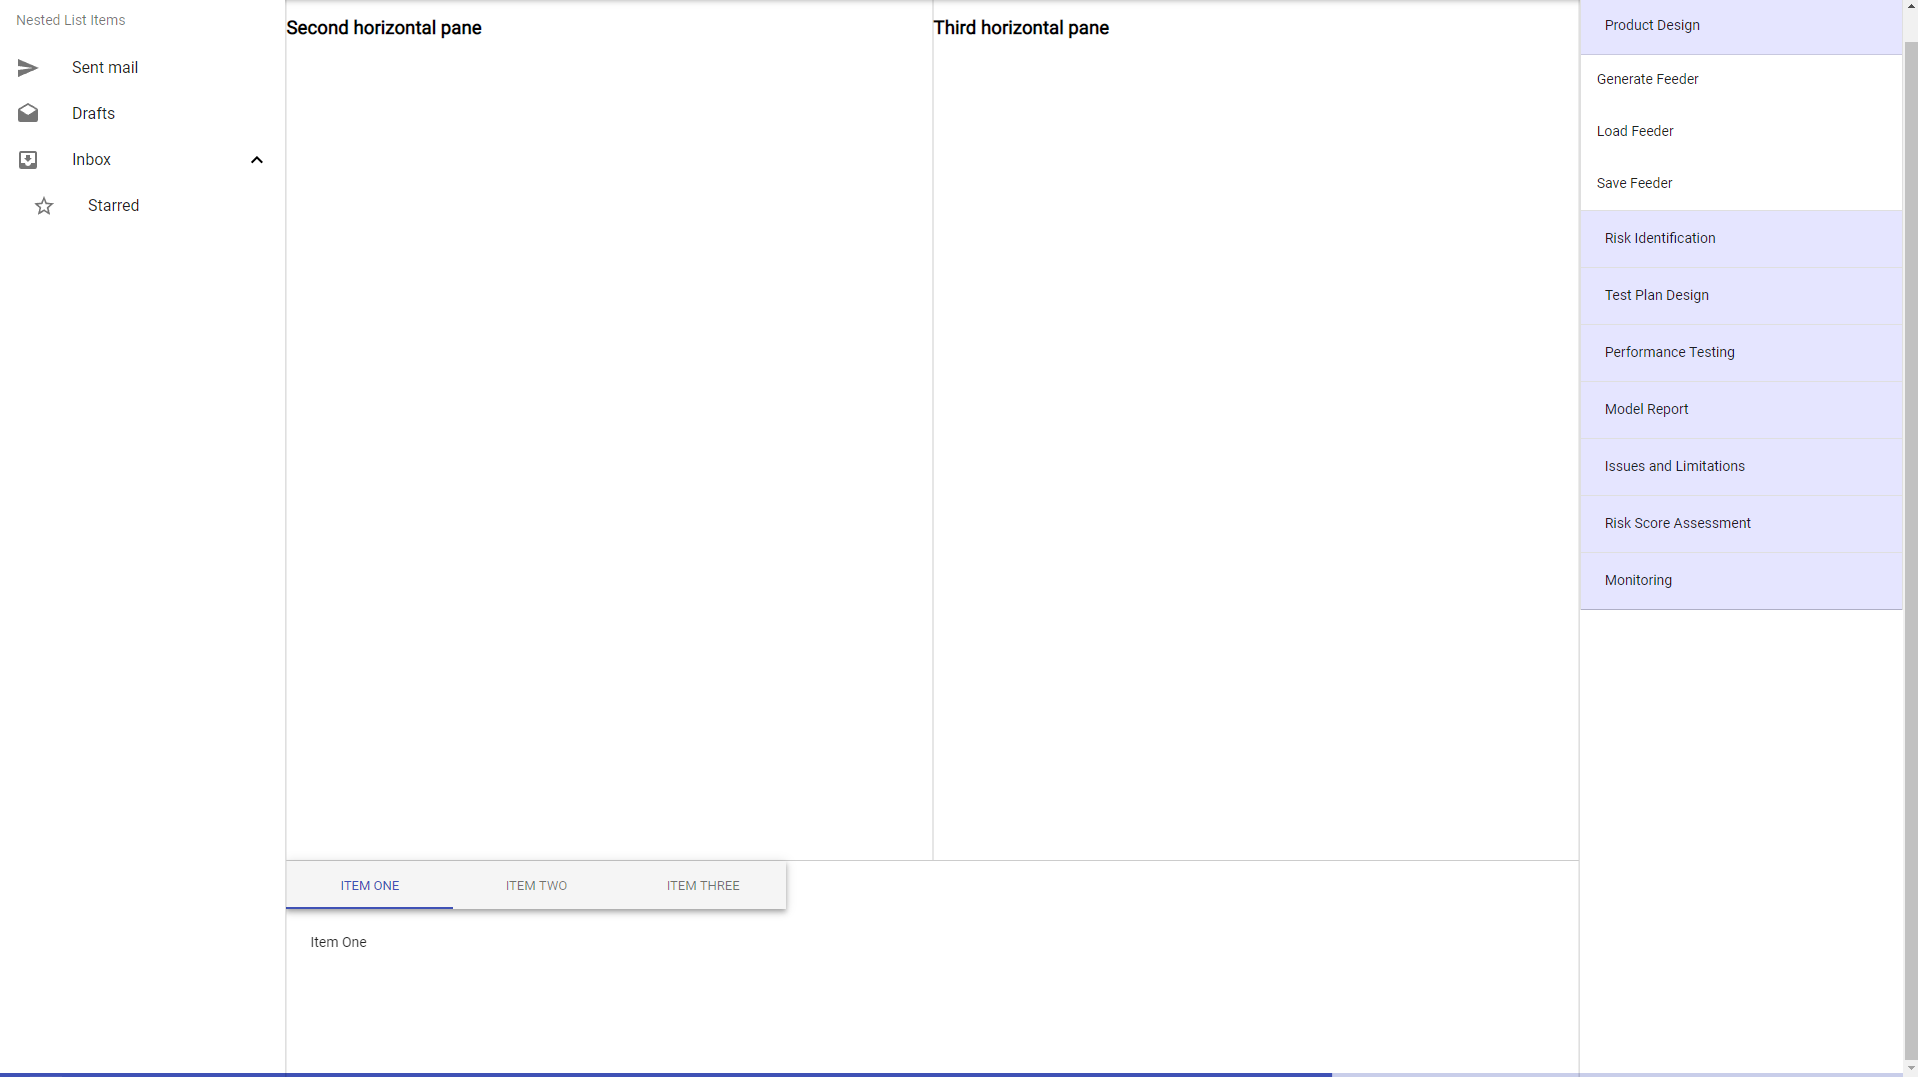 Nested List Items
Sent mail
Drafts
Inbox
Starred
Second horizontal pane
Third horizontal pane
ITEM ONE
ITEM TWO
ITEM THREE
Item One
Product Design
Generate Feeder
Load Feeder
Save Feeder
Risk Identification
Test Plan Design
Performance Testing
Model Report
Issues and Limitations
Risk Score Assessment
Monitoring